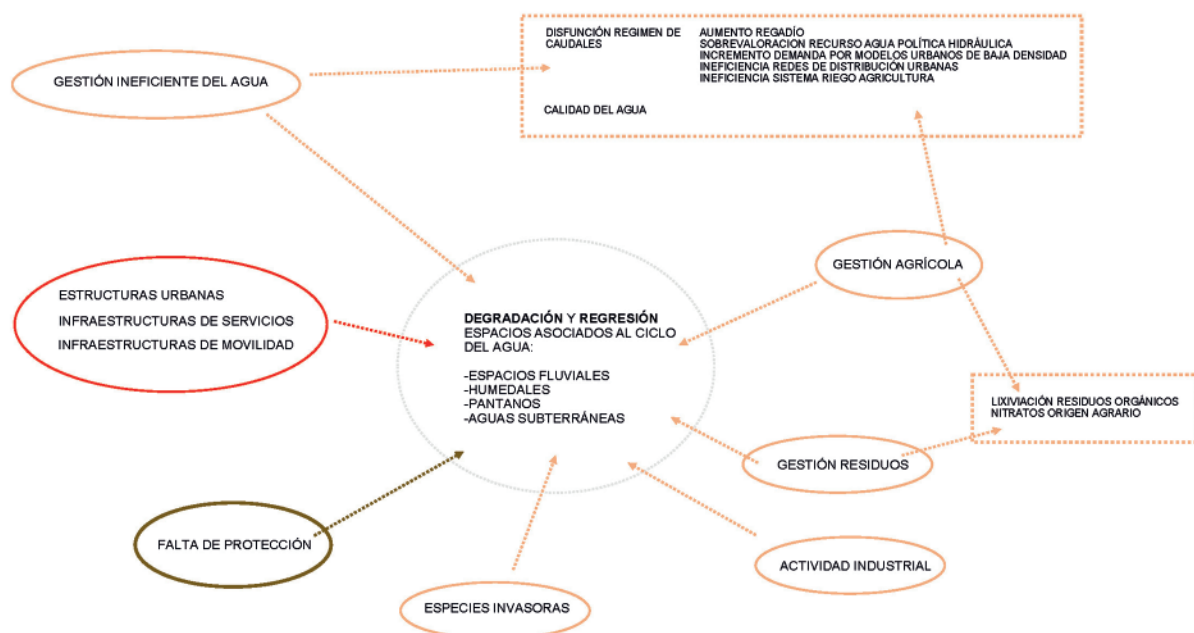 DISFUNCIÓN REGIMEN DE CAUDALES
AUMENTO REGADÍO
SOBREVALORACION RECURSO AGUA POLÍTICA HIDRÁULICA
INCREMENTO DEMANDA POR MODELOS URBANOS DE BAJA DENSIDAD
INEFICIENCIA REDES DE DISTRIBUCIÓN URBANAS
INEFICIENCIA SISTEMA RIEGO AGRICULTURA
CALIDAD DEL AGUA
GESTIÓN INEFICIENTE DEL AGUA
GESTIÓN AGRÍCOLA
ESTRUCTURAS URBANAS
INFRAESTRUCTURAS DE SERVICIOS
INFRAESTRUCTURAS DE MOVILIDAD
DEGRADACIÓN Y REGRESIÓN
ESPACIOS ASOCIADOS AL CICLO
DEL AGUA:
-ESPACIOS FLUVIALES
-HUMEDALES
-PANTANOS
-AGUAS SUBTERRÁNEAS
LIXIVIACIÓN RESIDUOS ORGÁNICOS
NITRATOS ORIGEN AGRARIO
GESTIÓN RESIDUOS
FALTA DE PROTECCIÓN
ACTIVIDAD INDUSTRIAL
ESPECIES INVASORAS